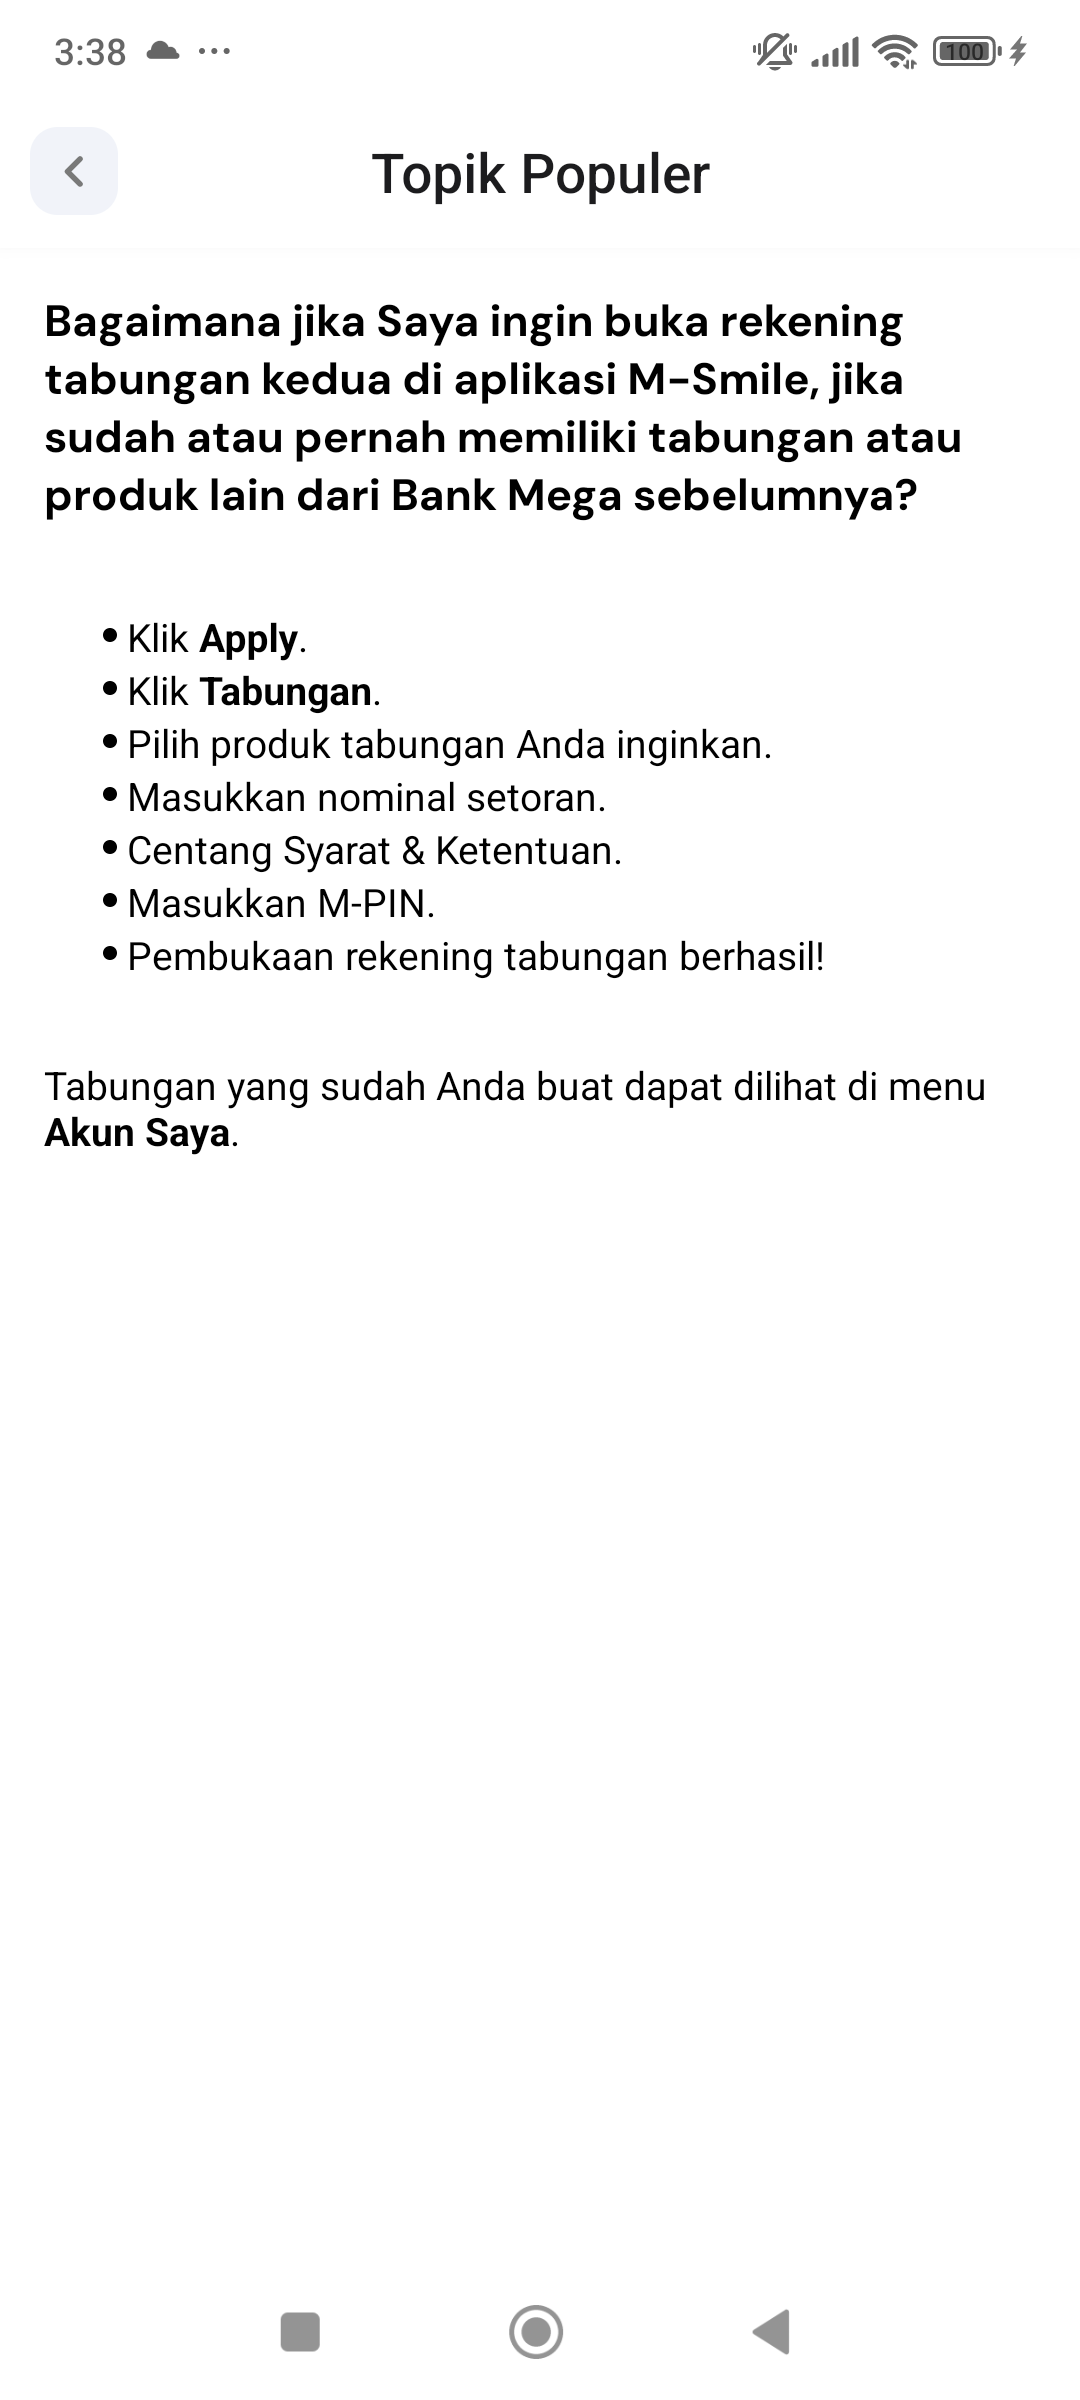 3:38
100
Topik Populer
Bagaimana jika Saya ingin buka rekening
tabungan kedua di aplikasi M-Smile, jika
sudah atau pernah memiliki tabungan atau
produk lain dari Bank Mega sebelumnya?
• Klik Apply.
• Klik Tabungan.
• Pilih produk tabungan Anda inginkan.
• Masukkan nominal setoran.
• Centang Syarat & Ketentuan.
• Masukkan M-PIN.
• Pembukaan rekening tabungan berhasil!
Tabungan yang sudah Anda buat dapat dilihat di menu
Akun Saya.